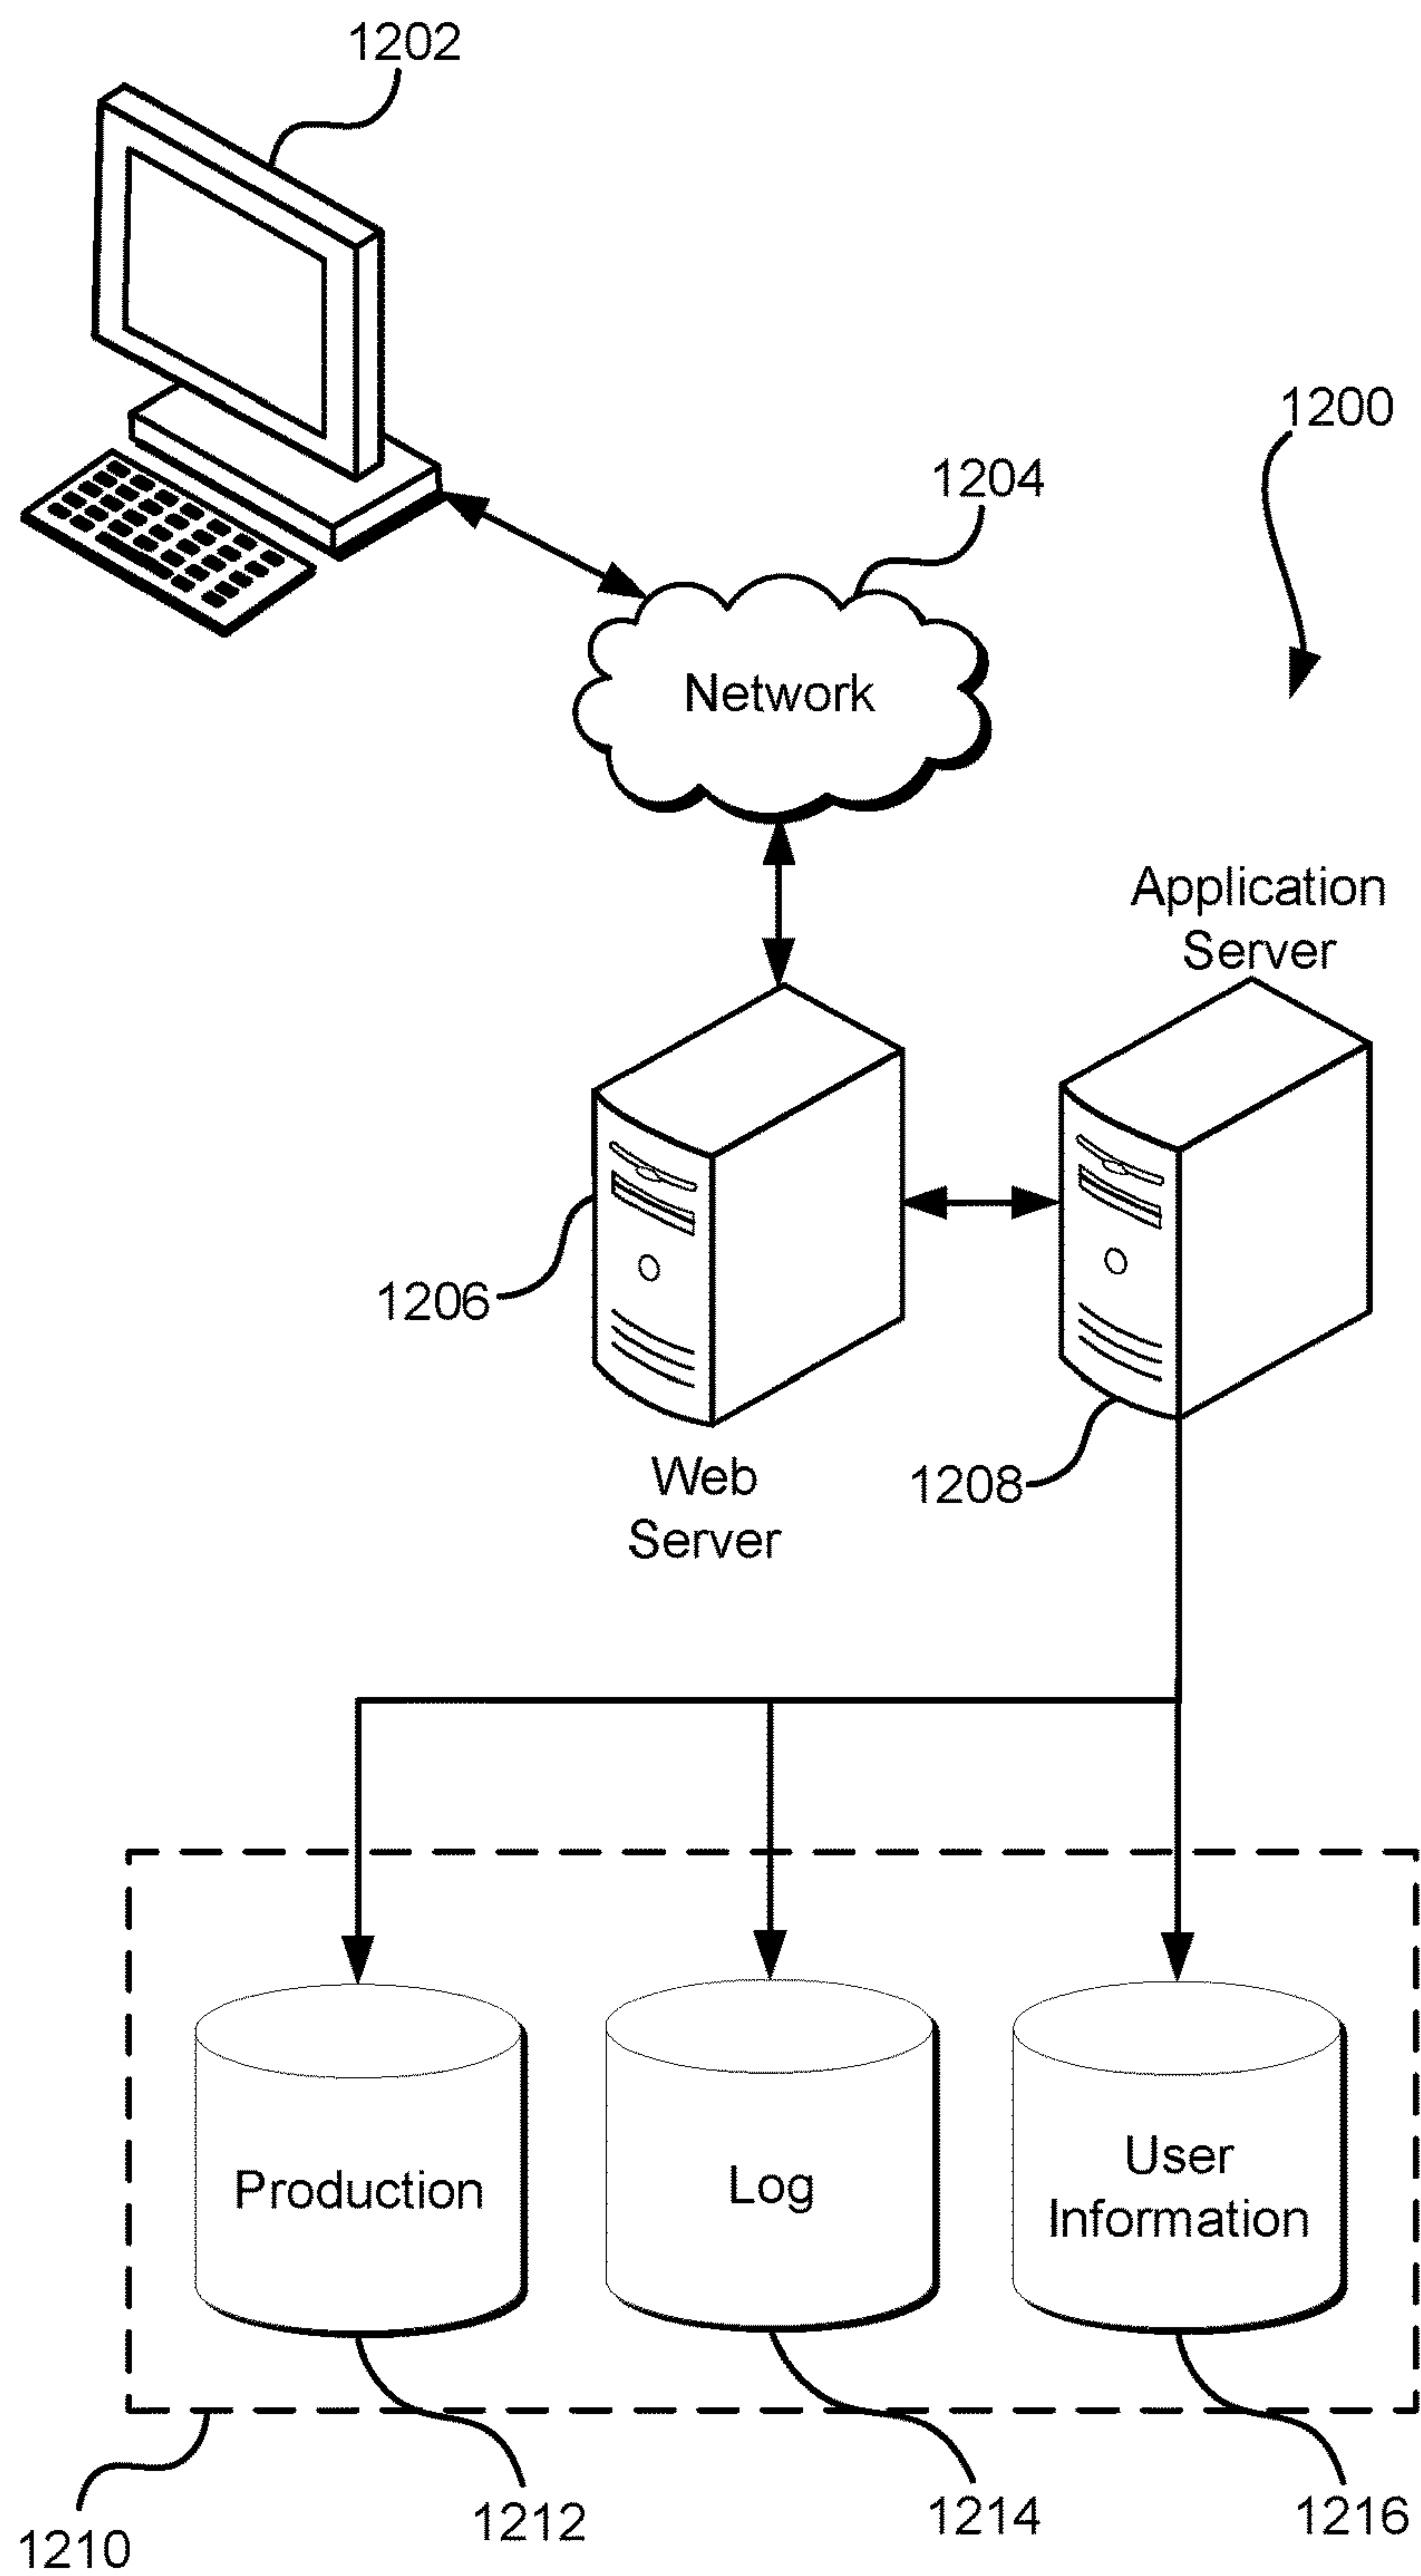 1202
1200
1204
Network
Application
Server
1206
Web
Server
1208
Production
Log
User
Information
1210
1212
1214
1216